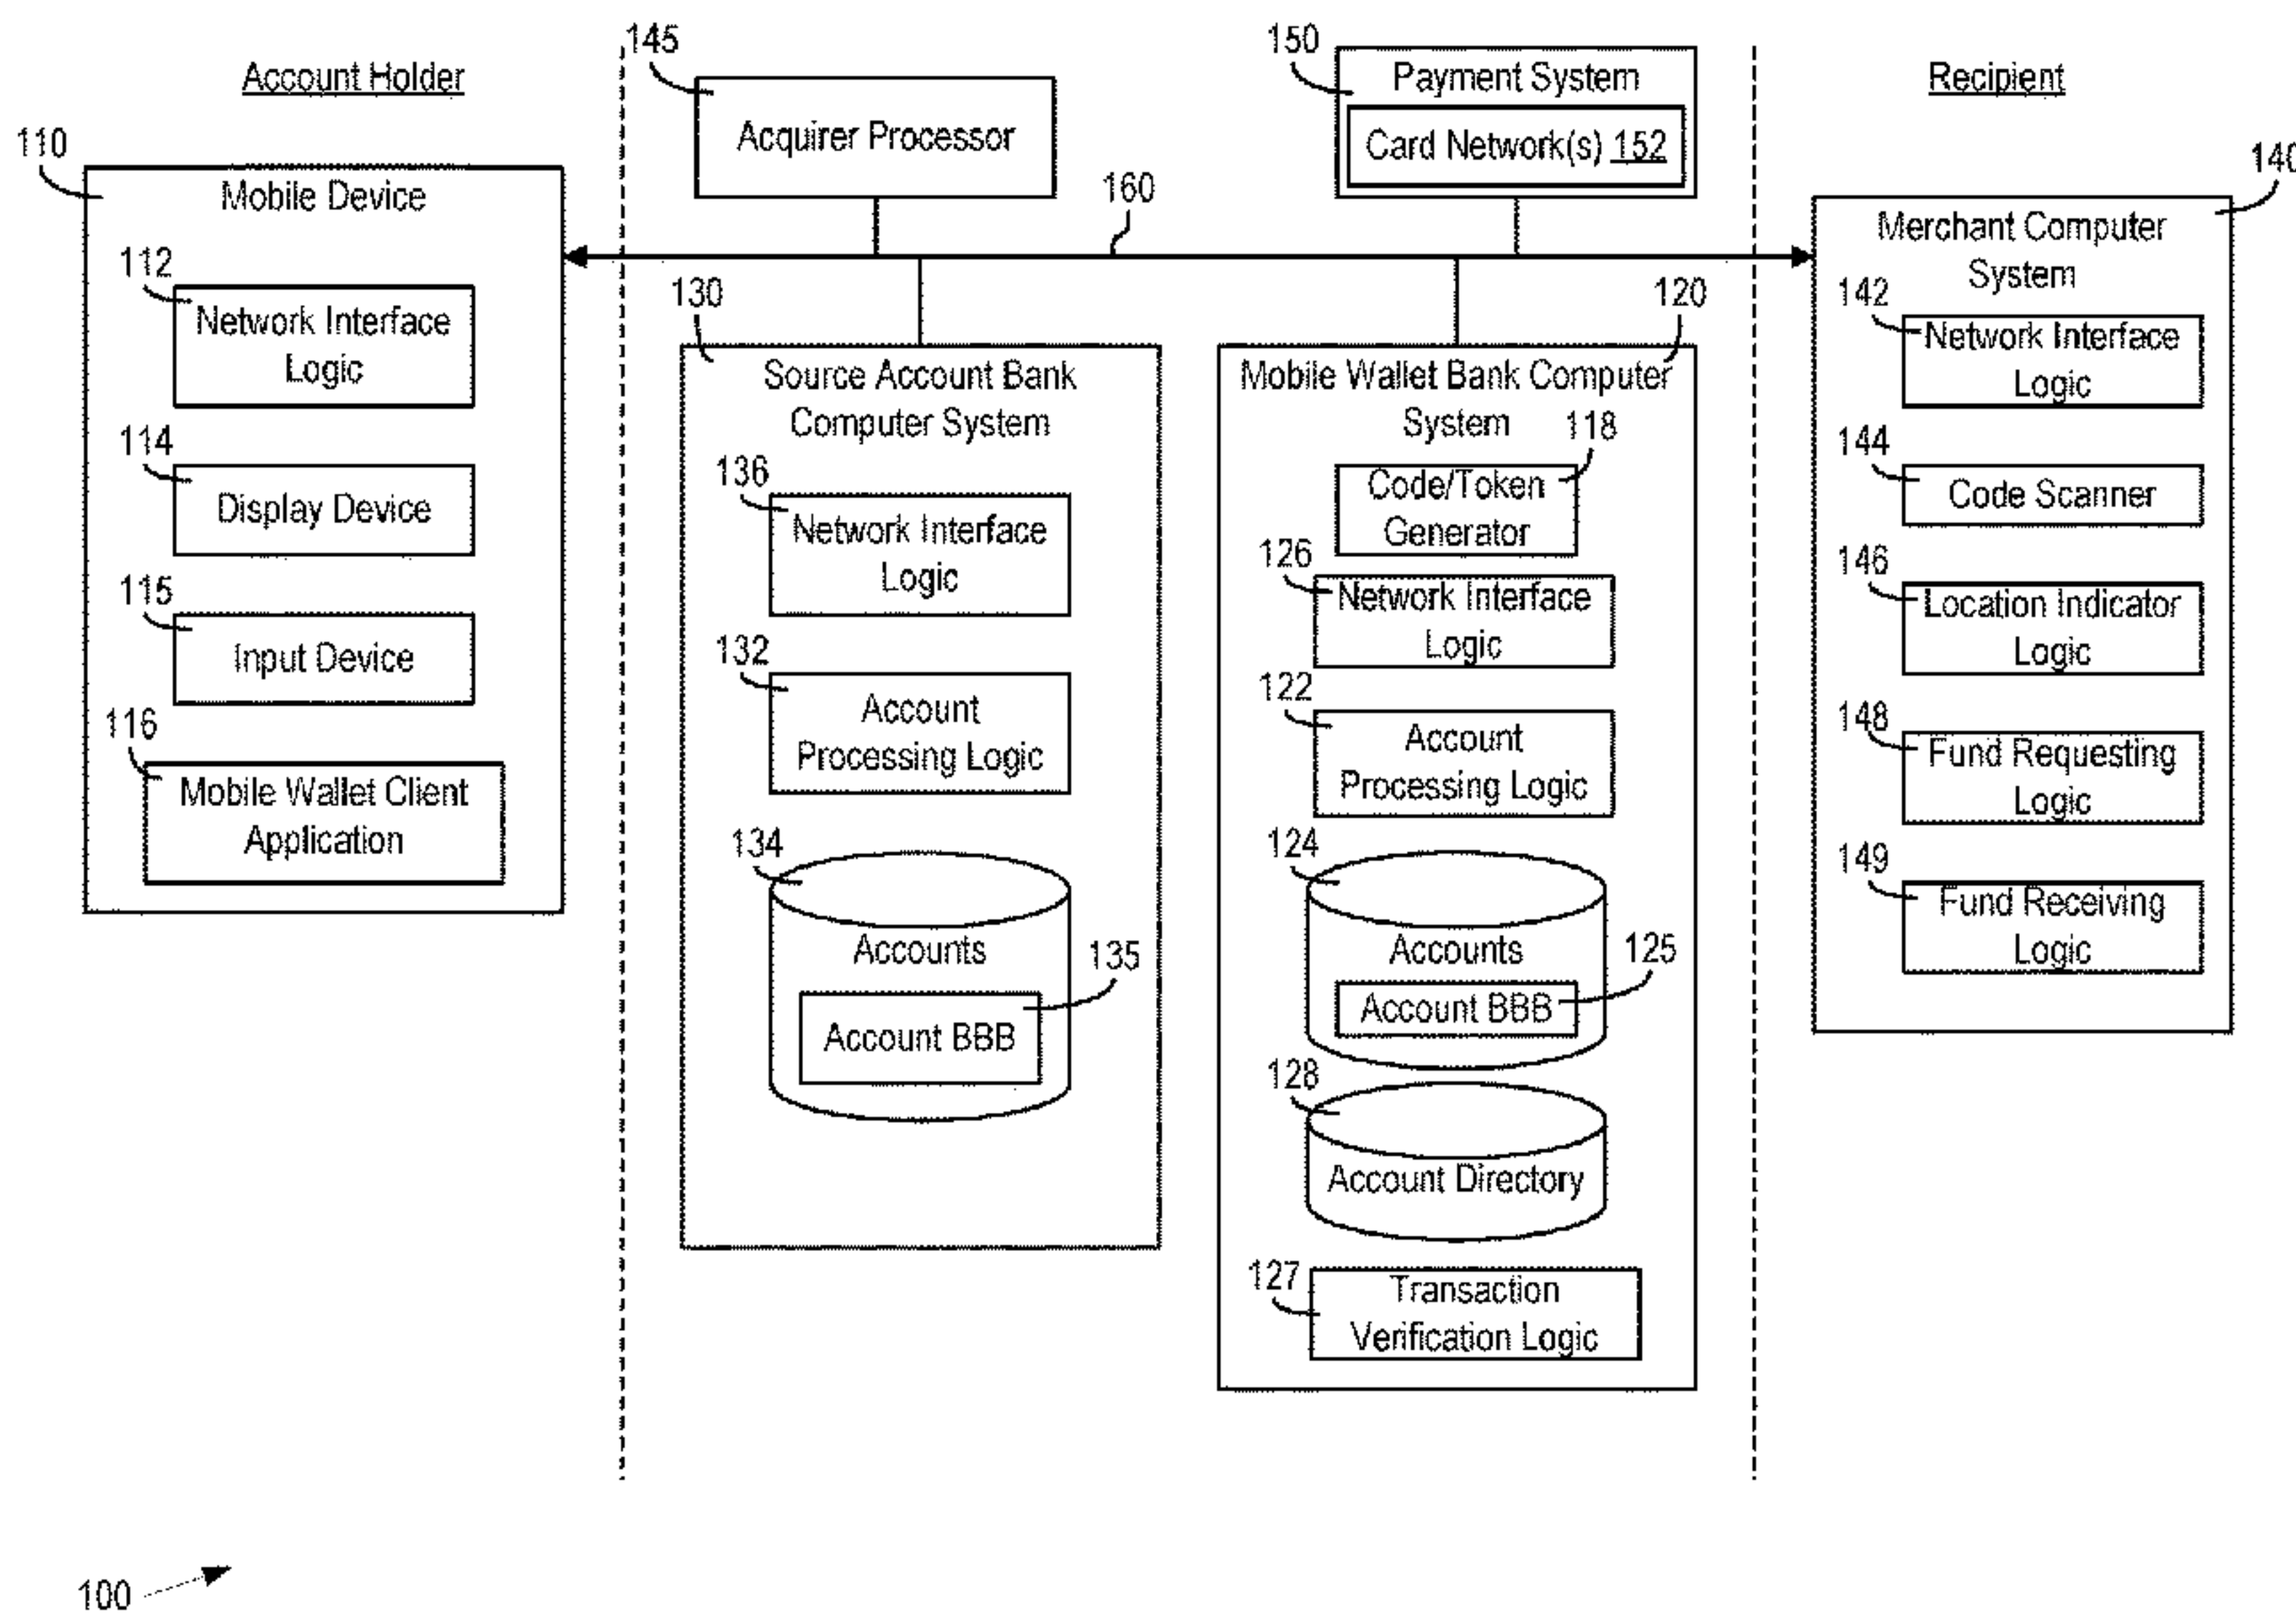 Account Holder
110
Mobile Device
112
Network Interface
Logic
114
Display Device
115
Input Device
116
Mobile Wallet Client
Application
145
Acquirer Processor
150
Payment System
Card Network(s) 152
160
130
Source Account Bank
Computer System
136
Network Interface
Logic
132
Account
Processing Logic
134
Accounts
135
Account BBB
120
Mobile Wallet Bank Computer
System
118
Code/Token
Generator
126
Network Interface
Logic
122
Account
Processing Logic
124
Accounts
125
Account BBB
128
Account Directory
127
Transaction
Verification Logic
Recipient
140
Merchant Computer
System
142
Network Interface
Logic
144
Code Scanner
146
Location Indicator
Logic
148
Fund Requesting
Logic
149
Fund Receiving
Logic
100